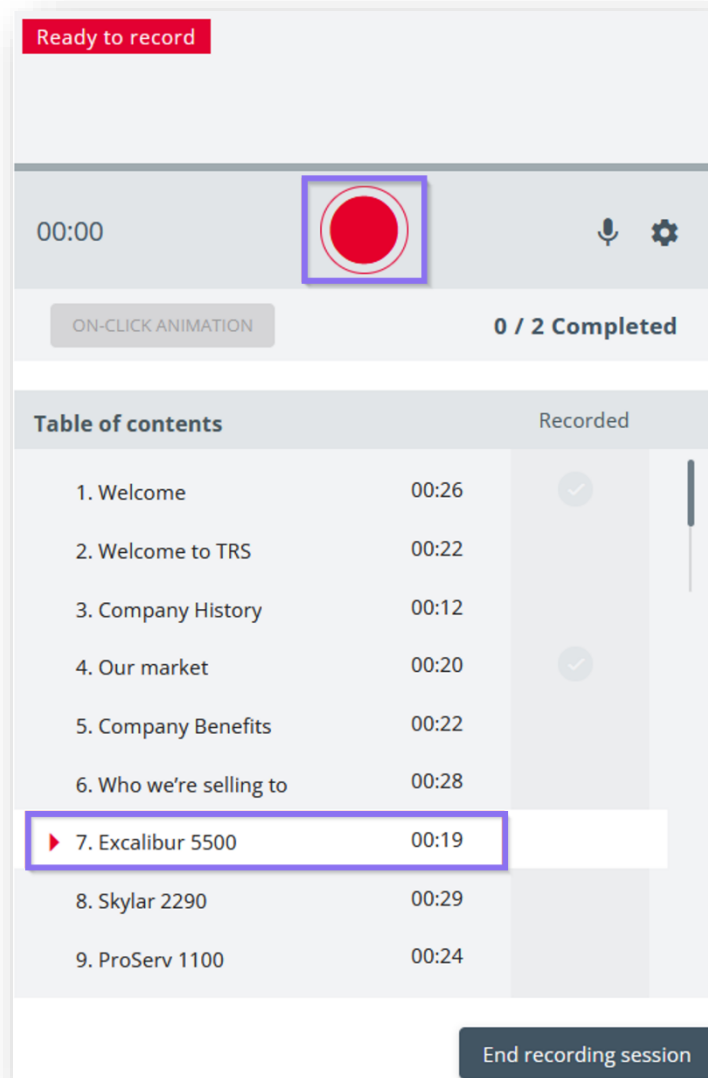 Ready to record
00:00
ON-CLICK ANIMATION 0 / 2 Completed
Table of contents Recorded
1. Welcome 00:26
2. Welcome to TRS 00:22
3. Company History 00:12
4. Our market 00:20
5. Company Benefits 00:22
6. Who we’re selling to 00:28
7. Excalibur 5500 00:19
8. Skylar 2290 00:29
9. ProServ 1100 00:24
End recording session